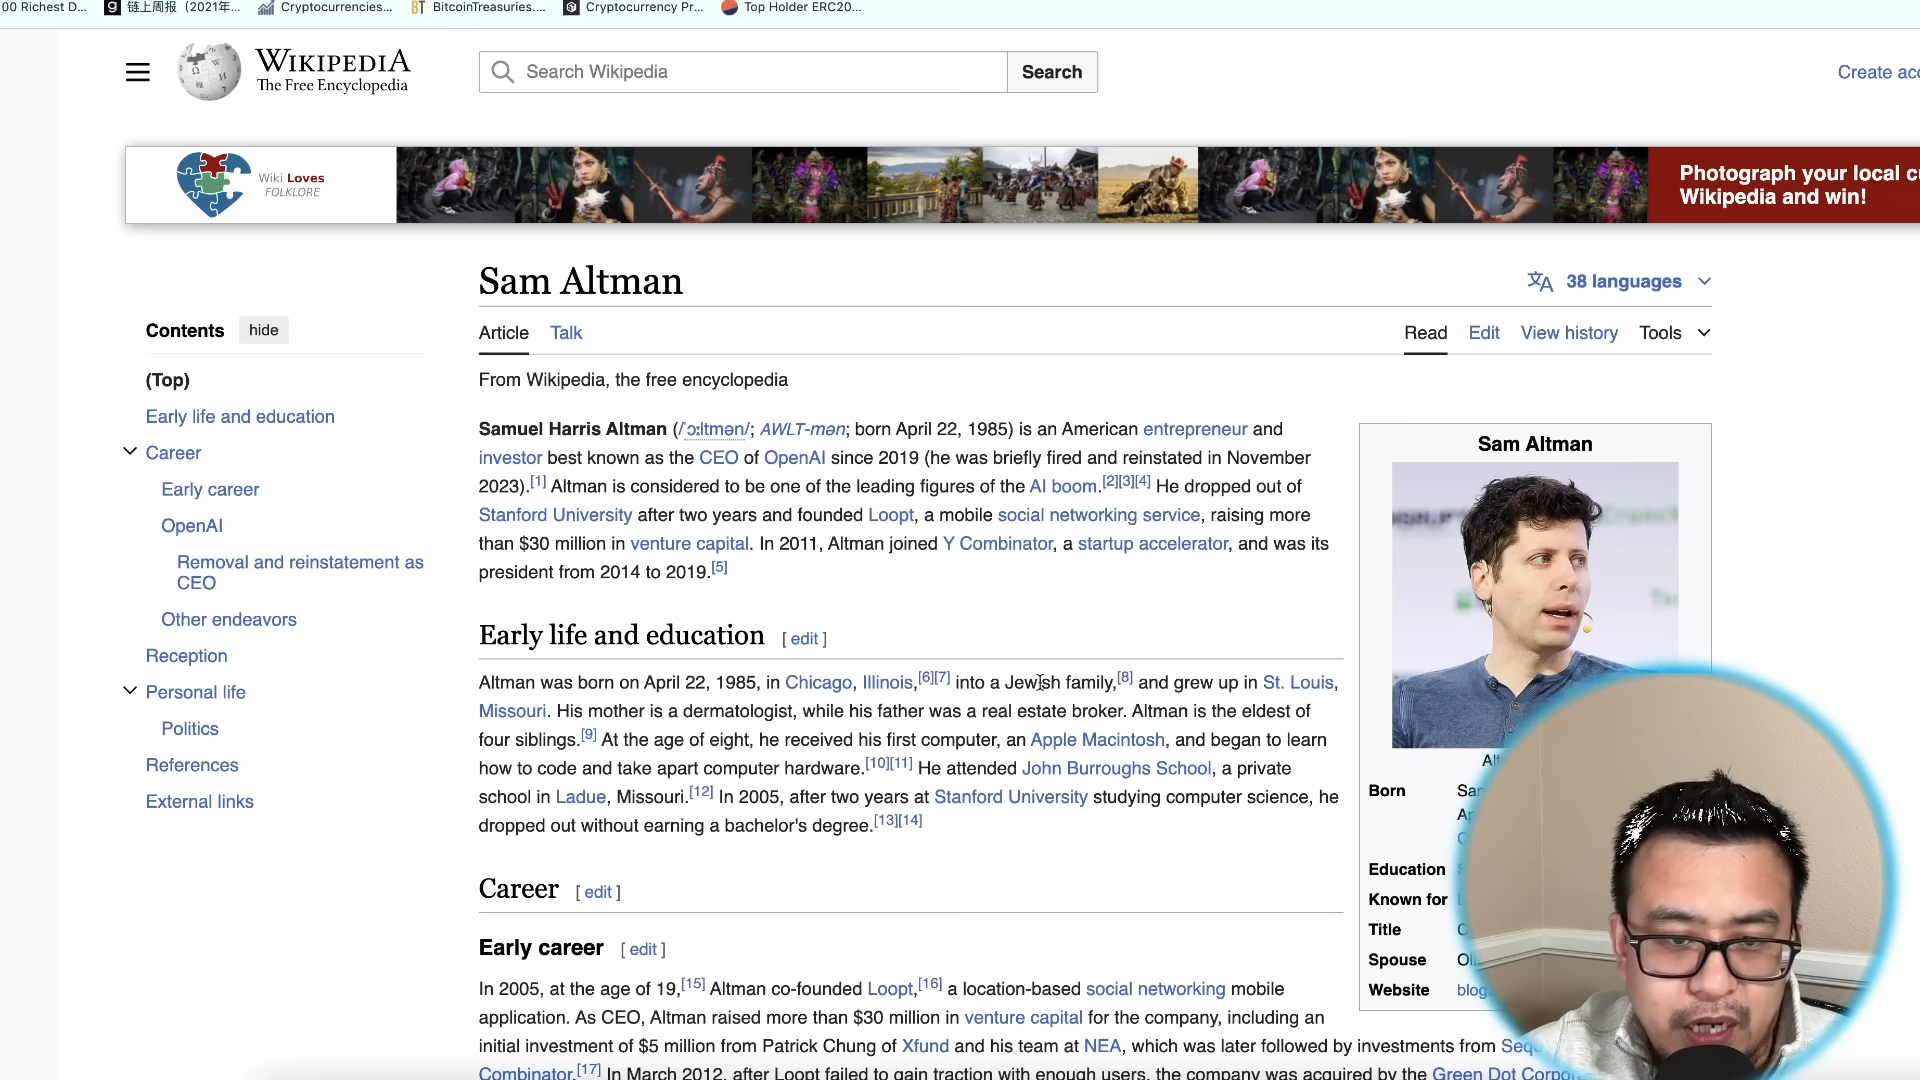 00 Richest D... 链上周报（2021年... Cryptocurrencies... BitcoinTreasuries.... Cryptocurrency Pr... Top Holder ERC20...
WIKIPEDIA
The Free Encyclopedia
Search Wikipedia
Search
Create acc
Wiki Loves
FOLKLORE
Photograph your local cu
Wikipedia and win!
Sam Altman
38 languages
Contents hide
(Top)
Early life and education
Career
Early career
OpenAI
Removal and reinstatement as
CEO
Other endeavors
Reception
Personal life
Politics
References
External links
Article Talk
Read Edit View history Tools
From Wikipedia, the free encyclopedia
Samuel Harris Altman (/ˈɔːltmən/; AWLT-mən; born April 22, 1985) is an American entrepreneur and
investor best known as the CEO of OpenAI since 2019 (he was briefly fired and reinstated in November
2023).[1] Altman is considered to be one of the leading figures of the AI boom.[2][3][4] He dropped out of
Stanford University after two years and founded Loopt, a mobile social networking service, raising more
than $30 million in venture capital. In 2011, Altman joined Y Combinator, a startup accelerator, and was its
president from 2014 to 2019.[5]
Early life and education [ edit ]
Altman was born on April 22, 1985, in Chicago, Illinois,[6][7] into a Jewish family,[8] and grew up in St. Louis,
Missouri. His mother is a dermatologist, while his father was a real estate broker. Altman is the eldest of
four siblings.[9] At the age of eight, he received his first computer, an Apple Macintosh, and began to learn
how to code and take apart computer hardware.[10][11] He attended John Burroughs School, a private
school in Ladue, Missouri.[12] In 2005, after two years at Stanford University studying computer science, he
dropped out without earning a bachelor's degree.[13][14]
Career [ edit ]
Early career [ edit ]
In 2005, at the age of 19,[15] Altman co-founded Loopt,[16] a location-based social networking mobile
application. As CEO, Altman raised more than $30 million in venture capital for the company, including an
initial investment of $5 million from Patrick Chung of Xfund and his team at NEA, which was later followed by investments from Sequ
Combinator.[17] In March 2012, after Loopt failed to gain traction with enough users, the company was acquired by the Green Dot Corpor
Sam Altman
Alt
Born
Education
Known for
Title
Spouse
Website blog